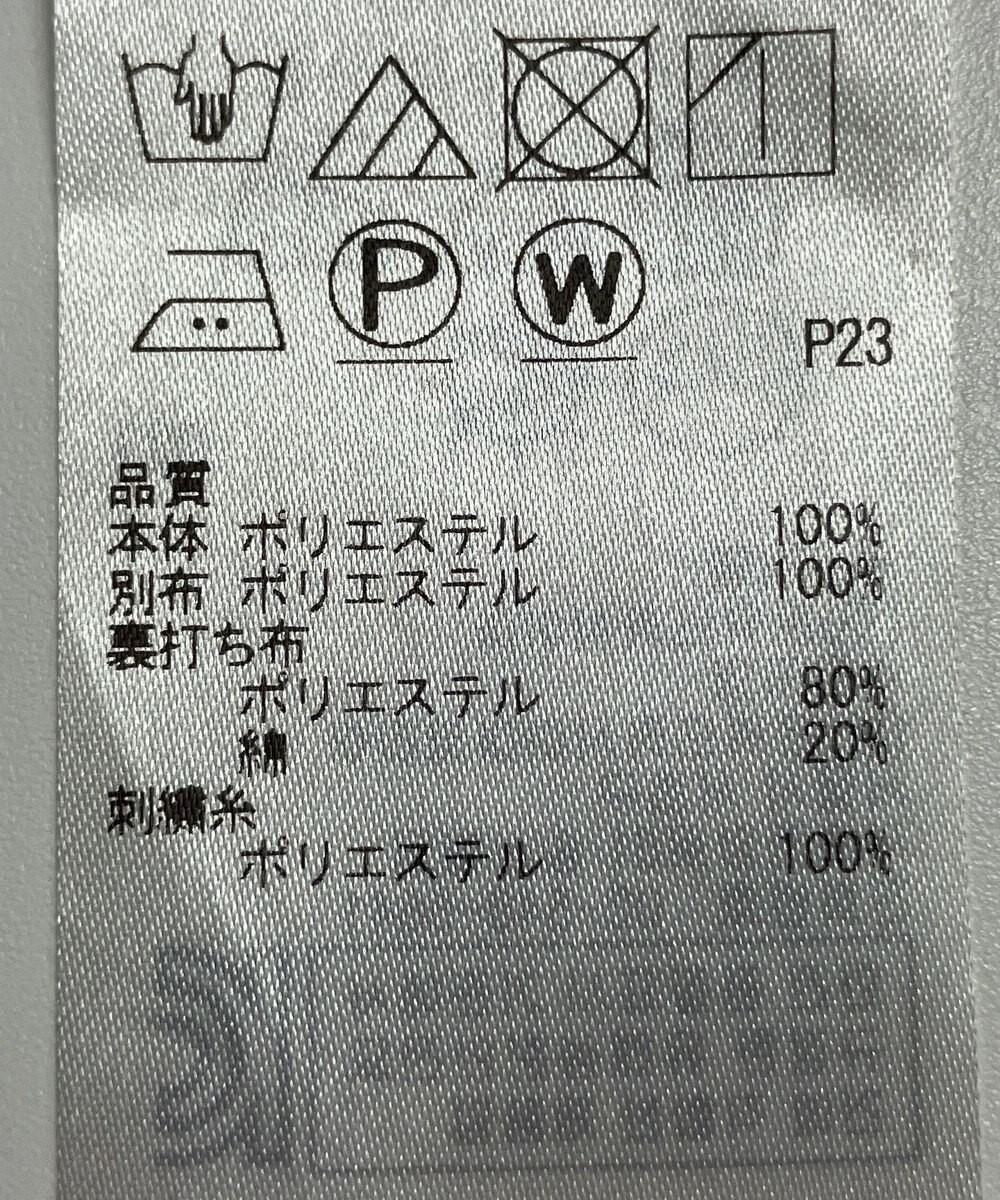 P W
P23
品質
本体 ポリエステル 100%
別布 ポリエステル 100%
裏打ち布
ポリエステル 80%
綿 20%
刺繍糸
ポリエステル 100%